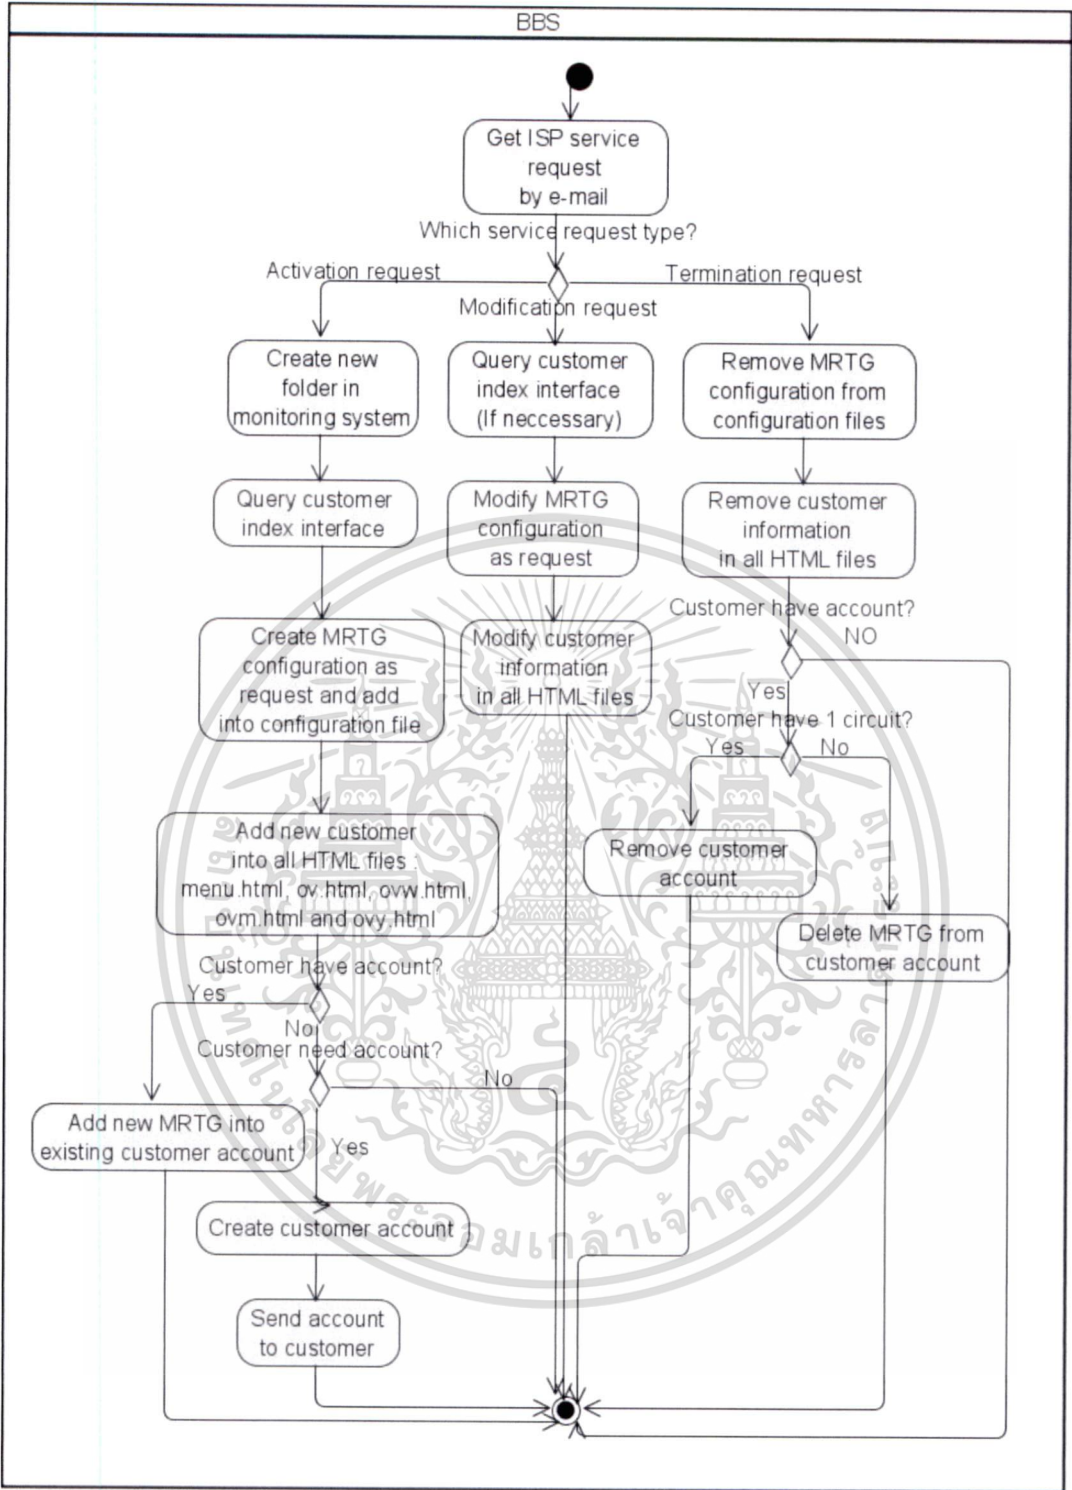 BBS
Get ISP service
request
by e-mail
Which service request type?
Activation request
Termination request
Modification request
Create new
folder in
monitoring system
Query customer
index interface
(If neccessary)
Remove MRTG
configuration from
configuration files
Query customer
index interface
Modify MRTG
configuration
as request
Remove customer
information
in all HTML files
Customer have account?
NO
Create MRTG
configuration as
request and add
into configuration file
Modify customer
information
in all HTML files
Yes
Customer have 1 circuit?
Yes
No
Add new customer
into all HTML files :
menu.html, ov.html, ovw.html,
ovm.html and ovy.html
Remove customer
account
Delete MRTG from
customer account
Customer have account?
Yes
No
Customer need account?
No
Add new MRTG into
existing customer account
Yes
Create customer account
Send account
to customer